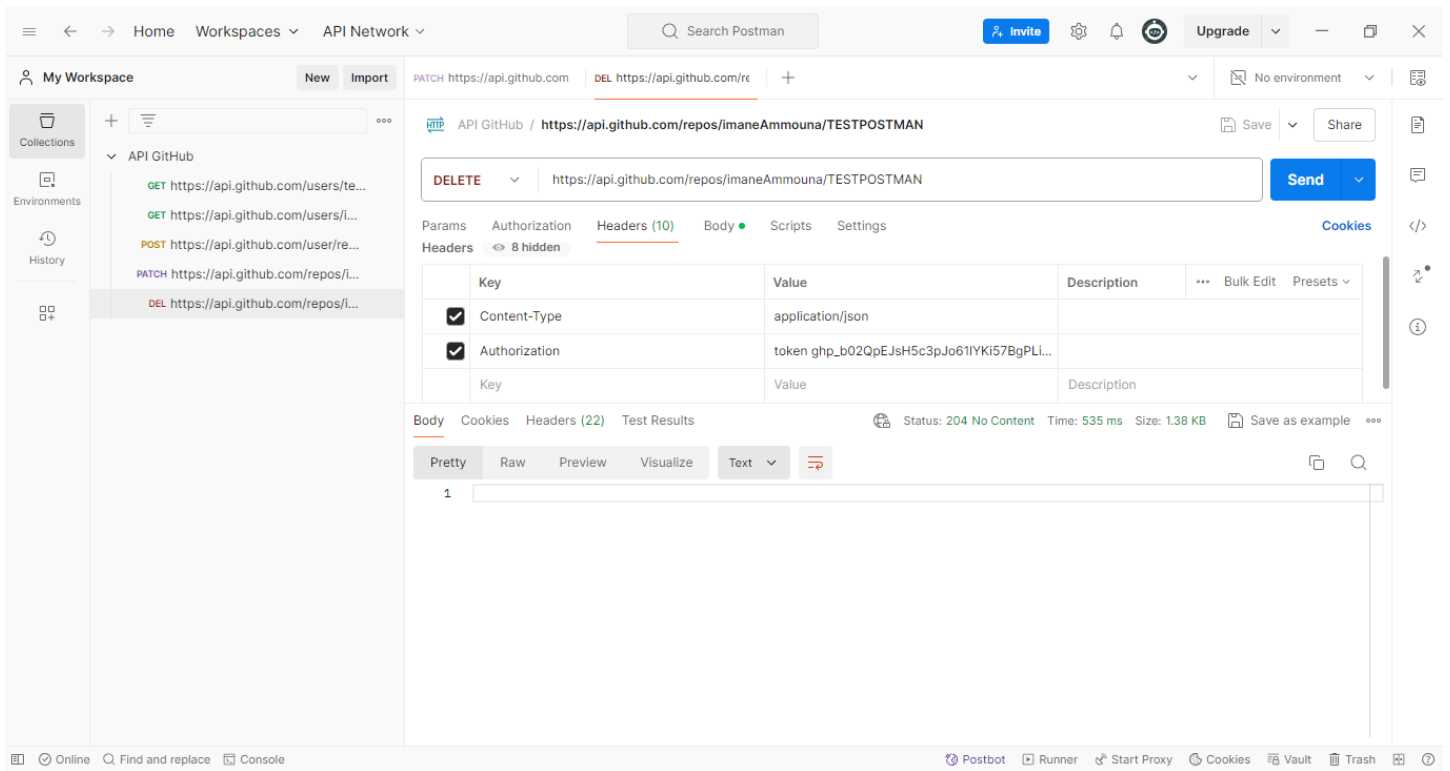 Home Workspaces API Network Search Postman Invite Upgrade
My Workspace New Import PATCH https://api.github.com DEL https://api.github.com/re No environment
Collections
Environments
History
API GitHub
GET https://api.github.com/users/te...
GET https://api.github.com/users/i...
POST https://api.github.com/user/re...
PATCH https://api.github.com/repos/i...
DEL https://api.github.com/repos/i...
HTTP API GitHub / https://api.github.com/repos/imaneAmmouna/TESTPOSTMAN Save Share
DELETE https://api.github.com/repos/imaneAmmouna/TESTPOSTMAN Send
Params Authorization Headers (10) Body Scripts Settings Cookies
Headers 8 hidden
Key Value Description Bulk Edit Presets
Content-Type application/json
Authorization token
Key Value Description
Body Cookies Headers (22) Test Results Status: 204 No Content Time: 535 ms Size: 1.38 KB Save as example
Pretty Raw Preview Visualize Text
1
Online Find and replace Console Postbot Runner Start Proxy Cookies Vault Trash